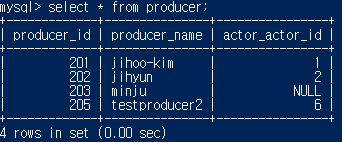 mysql> select * from producer;
+-------------+---------------+----------------+
| producer_id | producer_name | actor_actor_id |
+-------------+---------------+----------------+
| 201 | jihoo-kim | 1 |
| 202 | jihyun | 2 |
| 203 | minju | NULL |
| 205 | testproducer2 | 6 |
+-------------+---------------+----------------+
4 rows in set (0.00 sec)